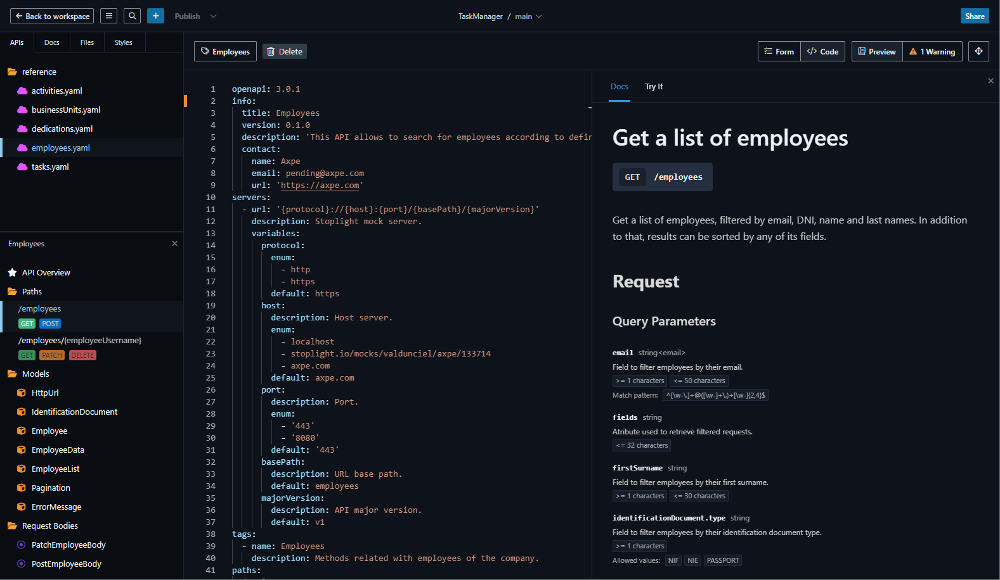 Back to workspace
Publish
TaskManager / main
Share
APIs Docs Files Styles
reference
activities.yaml
businessUnits.yaml
dedications.yaml
employees.yaml
tasks.yaml
Employees
API Overview
Paths
/employees
GET POST
/employees/{employeeUsername}
GET PATCH DELETE
Models
HttpUrl
IdentificationDocument
Employee
EmployeeData
EmployeeList
Pagination
ErrorMessage
Request Bodies
PatchEmployeeBody
PostEmployeeBody
Employees Delete
Form Code Preview 1 Warning
1 openapi: 3.0.1
2 info:
3 title: Employees
4 version: 0.1.0
5 description: 'This API allows to search for employees according to defin
6 contact:
7 name: Axpe
8 email: pending@axpe.com
9 url: 'https://axpe.com'
10 servers:
11 - url: '{protocol}://{host}:{port}/{basePath}/{majorVersion}'
12 description: Stoplight mock server.
13 variables:
14 protocol:
15 enum:
16 - http
17 - https
18 default: https
19 host:
20 description: Host server.
21 enum:
22 - localhost
23 - stoplight.io/mocks/valdunciel/axpe/133714
24 - axpe.com
25 default: axpe.com
26 port:
27 description: Port.
28 enum:
29 - '443'
30 - '8080'
31 default: '443'
32 basePath:
33 description: URL base path.
34 default: employees
35 majorVersion:
36 description: API major version.
37 default: v1
38 tags:
39 - name: Employees
40 description: Methods related with employees of the company.
41 paths:
Docs Try It
Get a list of employees
GET /employees
Get a list of employees, filtered by email, DNI, name and last names. In addition
to that, results can be sorted by any of its fields.
Request
Query Parameters
email string<email>
Field to filter employees by their email.
>= 1 characters <= 50 characters
Match pattern: ^[\w-\.]+@([\w-]+\.)+[\w-]{2,4}$
fields string
Atribute used to retrieve filtered requests.
<= 32 characters
firstSurname string
Field to filter employees by their first surname.
>= 1 characters <= 30 characters
identificationDocument.type string
Field to filter employees by their identification document type.
>= 1 characters
Allowed values: NIF NIE PASSPORT